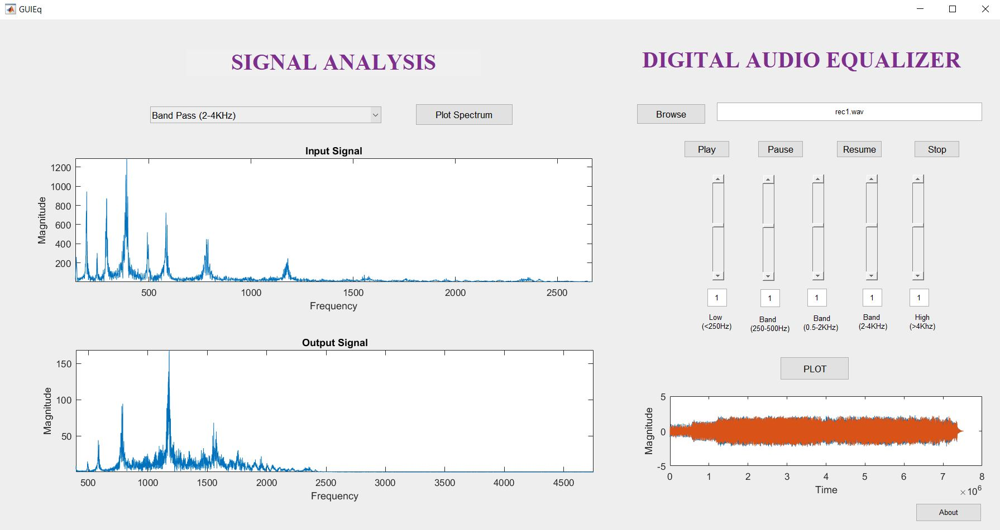 GUIEq
SIGNAL ANALYSIS
Band Pass (2-4KHz)
Plot Spectrum
Input Signal
Magnitude
1200
1000
800
600
400
200
500 1000 1500 2000 2500
Frequency
Output Signal
Magnitude
150
100
50
500 1000 1500 2000 2500 3000 3500 4000 4500
Frequency
DIGITAL AUDIO EQUALIZER
Browse
rec1.wav
Play Pause Resume Stop
1 1 1 1 1
Low
(<250Hz)
Band
(250-500Hz)
Band
(0.5-2KHz)
Band
(2-4KHz)
High
(>4Khz)
PLOT
Magnitude
5
0
-5
0 1 2 3 4 5 6 7 8
Time
×10⁶
About